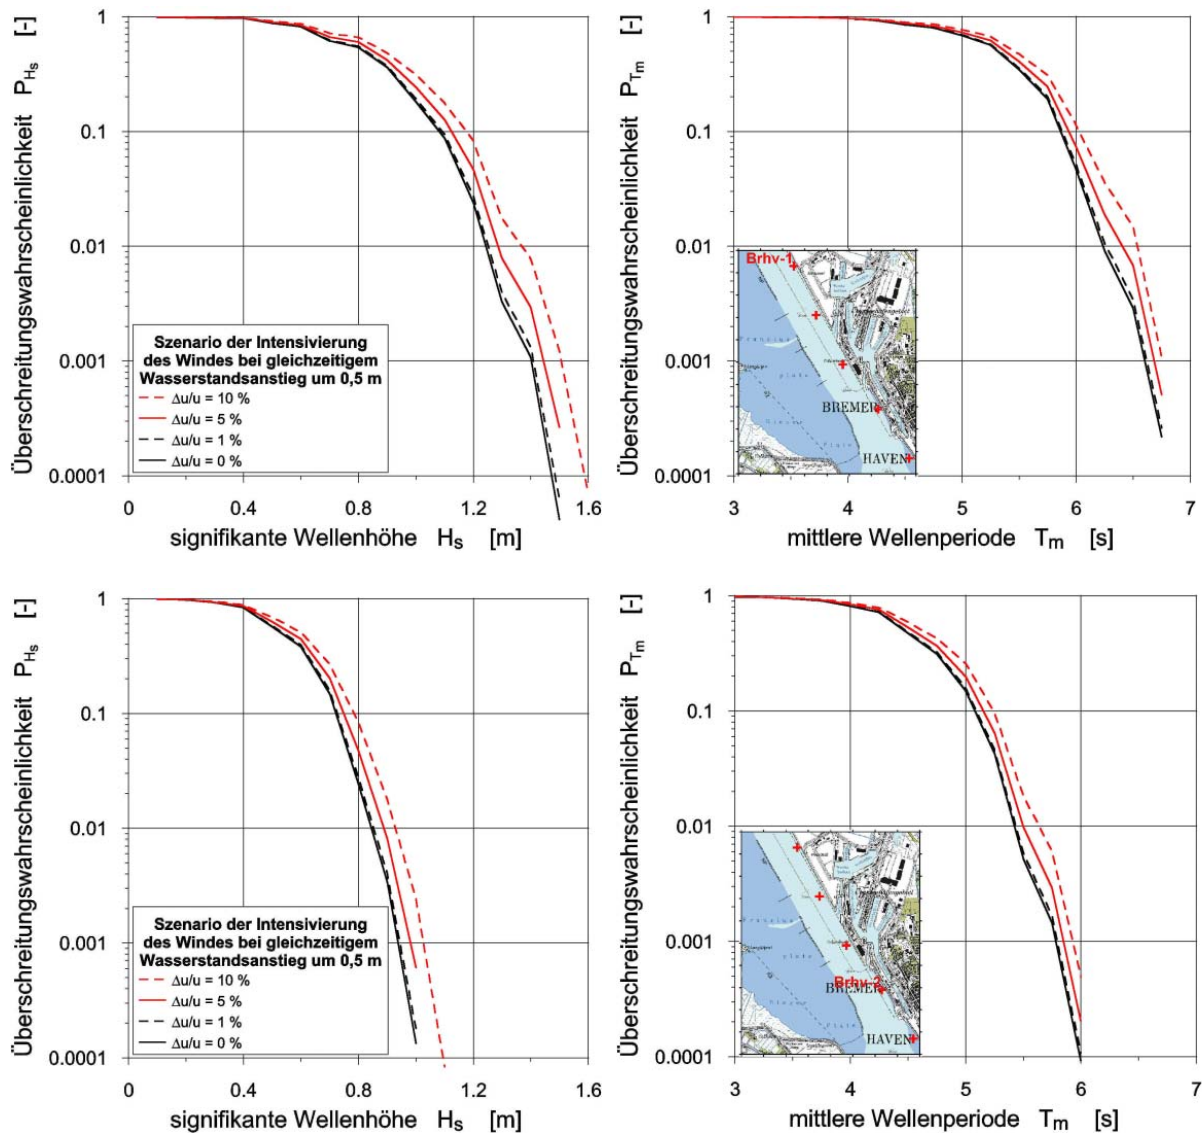 Überschreitungswahrscheinlichkeit P_Hs [-]
1
0.1
0.01
0.001
0.0001
Szenario der Intensivierung
des Windes bei gleichzeitigem
Wasserstandsanstieg um 0,5 m
Δu/u = 10 %
Δu/u = 5 %
Δu/u = 1 %
Δu/u = 0 %
0 0.4 0.8 1.2 1.6
signifikante Wellenhöhe H_s [m]
Überschreitungswahrscheinlichkeit P_Tm [-]
1
0.1
0.01
0.001
0.0001
Brhv-1
BREMER
HAVEN
3 4 5 6 7
mittlere Wellenperiode T_m [s]
Überschreitungswahrscheinlichkeit P_Hs [-]
1
0.1
0.01
0.001
0.0001
Szenario der Intensivierung
des Windes bei gleichzeitigem
Wasserstandsanstieg um 0,5 m
Δu/u = 10 %
Δu/u = 5 %
Δu/u = 1 %
Δu/u = 0 %
0 0.4 0.8 1.2 1.6
signifikante Wellenhöhe H_s [m]
Überschreitungswahrscheinlichkeit P_Tm [-]
1
0.1
0.01
0.001
0.0001
Brhv-2
BREMER
HAVEN
3 4 5 6 7
mittlere Wellenperiode T_m [s]